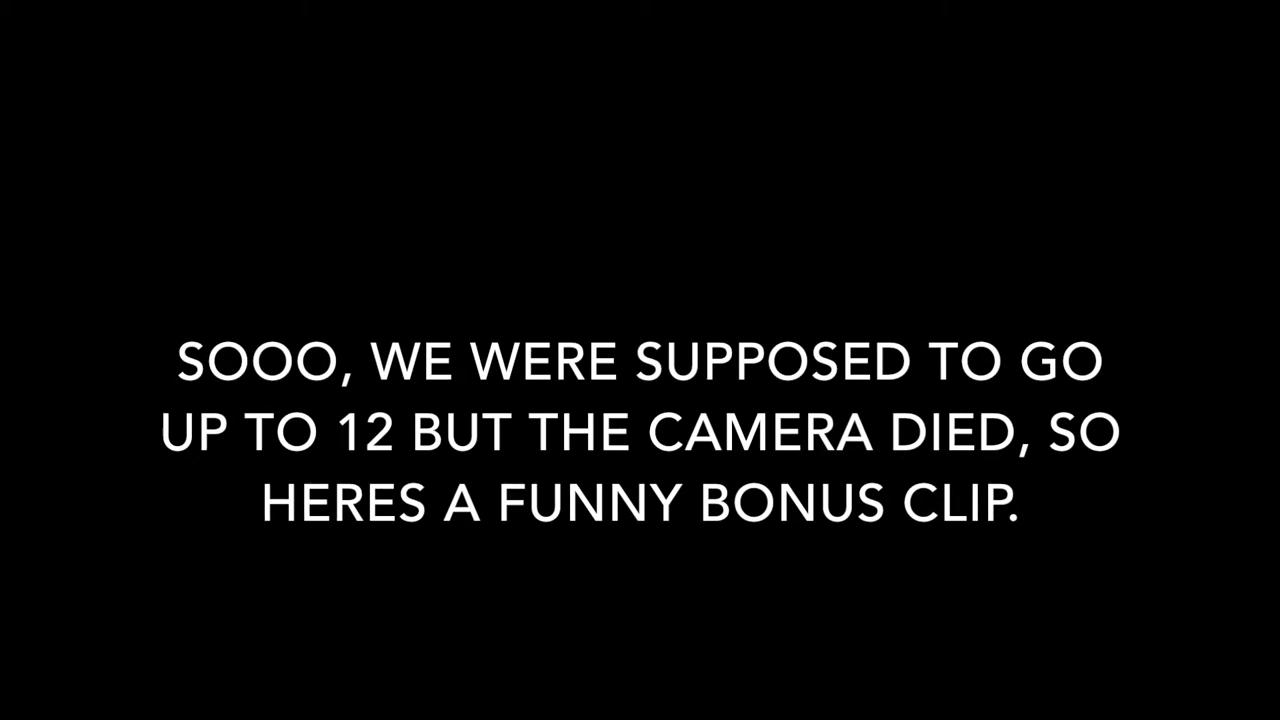 SOOO, WE WERE SUPPOSED TO GO
UP TO 12 BUT THE CAMERA DIED, SO
HERES A FUNNY BONUS CLIP.